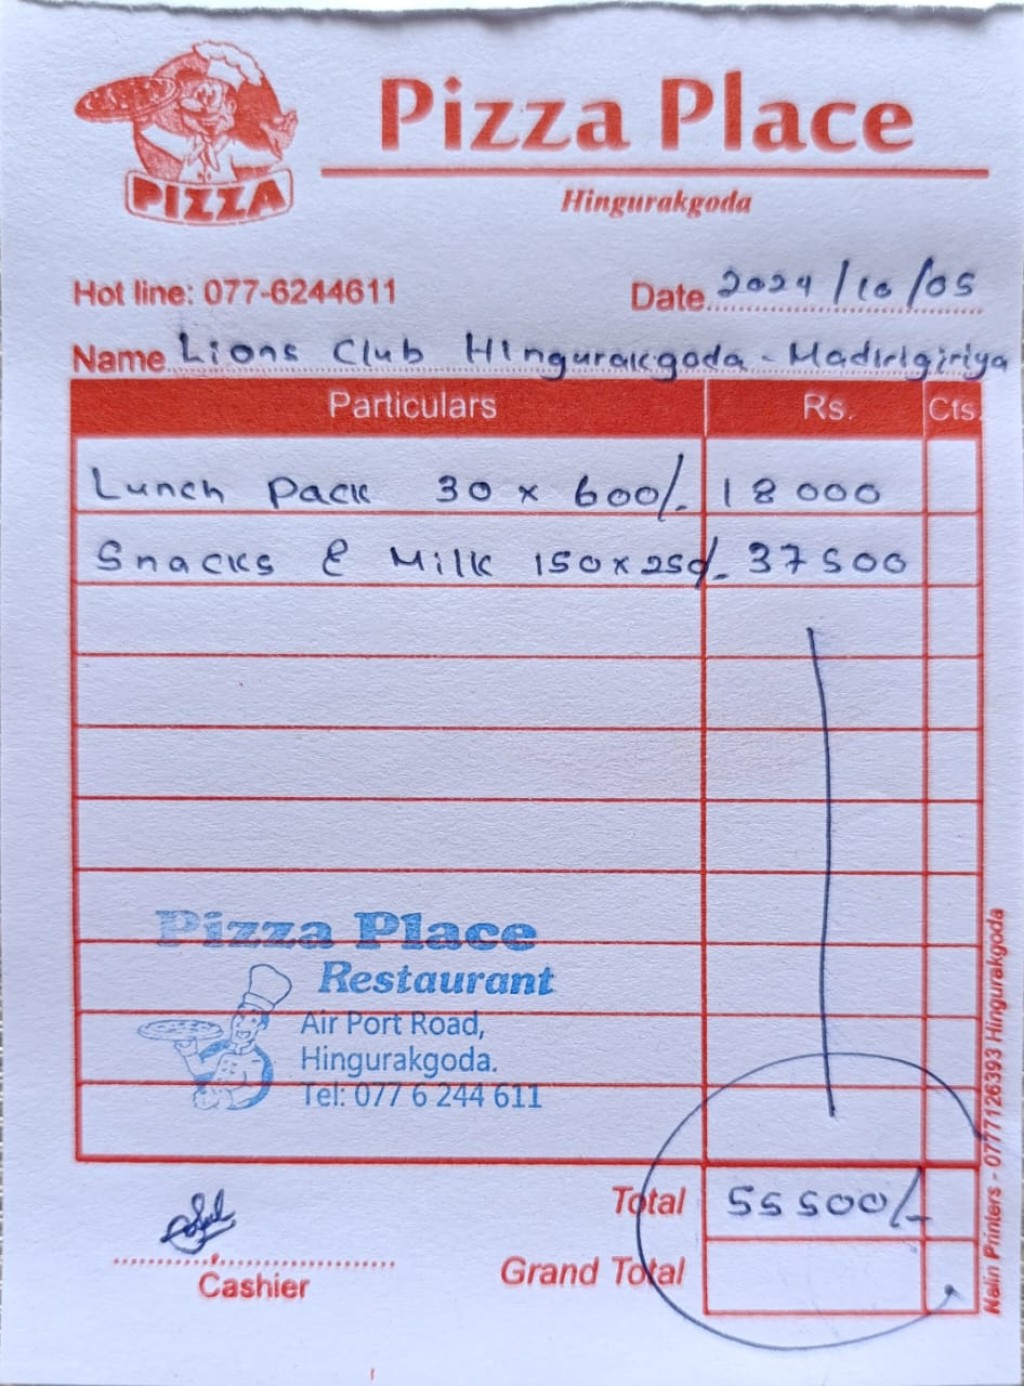 PIZZA
Pizza Place
Hingurakgoda
Hot line: 077-6244611
Date 2024/10/05
Name Lions Club Hingurakgoda - Madirigiriya
Particulars Rs. Cts.
Lunch Pack 30 x 600/- 18000
Snacks & Milk 150 x 250/- 37500
Pizza Place
Restaurant
Air Port Road,
Hingurakgoda.
Tel: 077 6 244 611
Total 55500/-
Grand Total
Cashier
Nalin Printers - 0777126393 Hingurakgoda